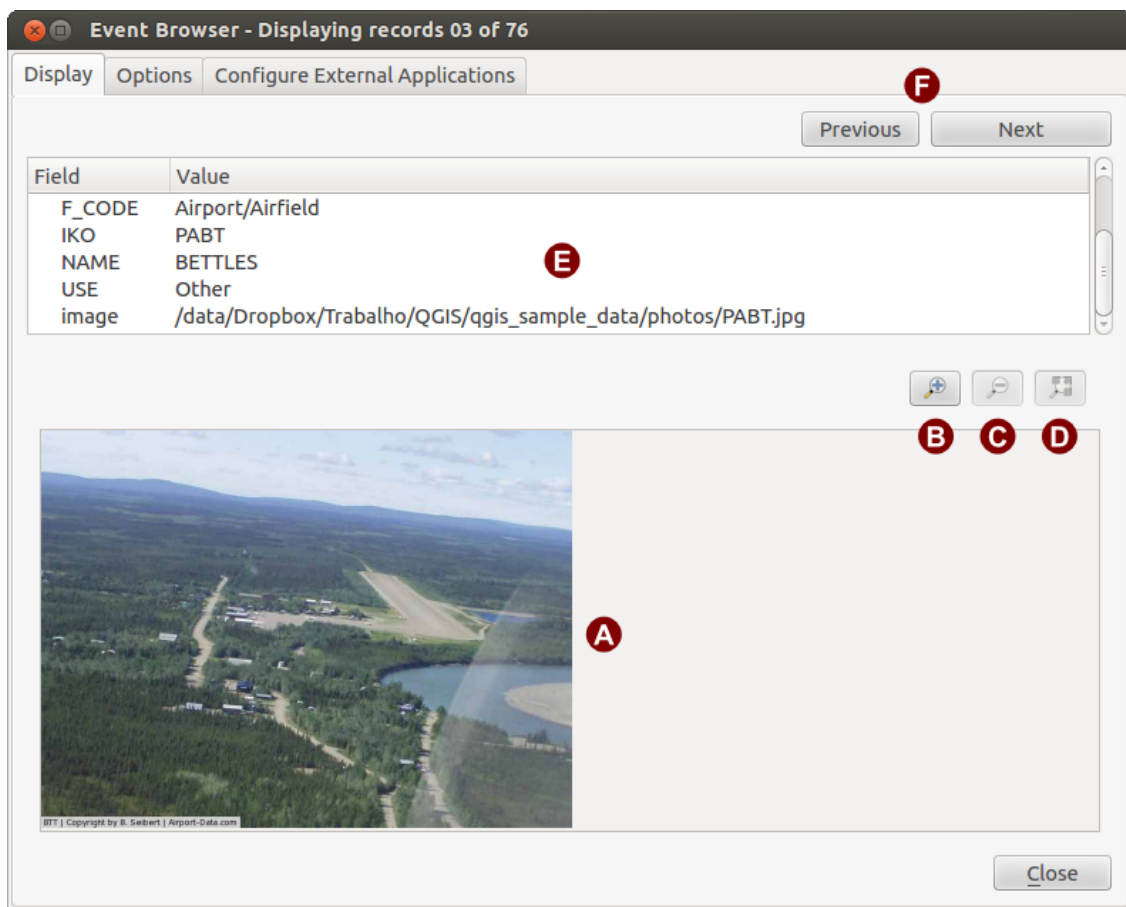 Event Browser - Displaying records 03 of 76
Display Options Configure External Applications
F
Previous Next
Field Value
F_CODE Airport/Airfield
IKO PABT
NAME BETTLES
E
USE Other
image /data/Dropbox/Trabalho/QGIS/qgis_sample_data/photos/PABT.jpg
B C D
A
BTT | Copyright by B. Seibert | Airport-Data.com
Close